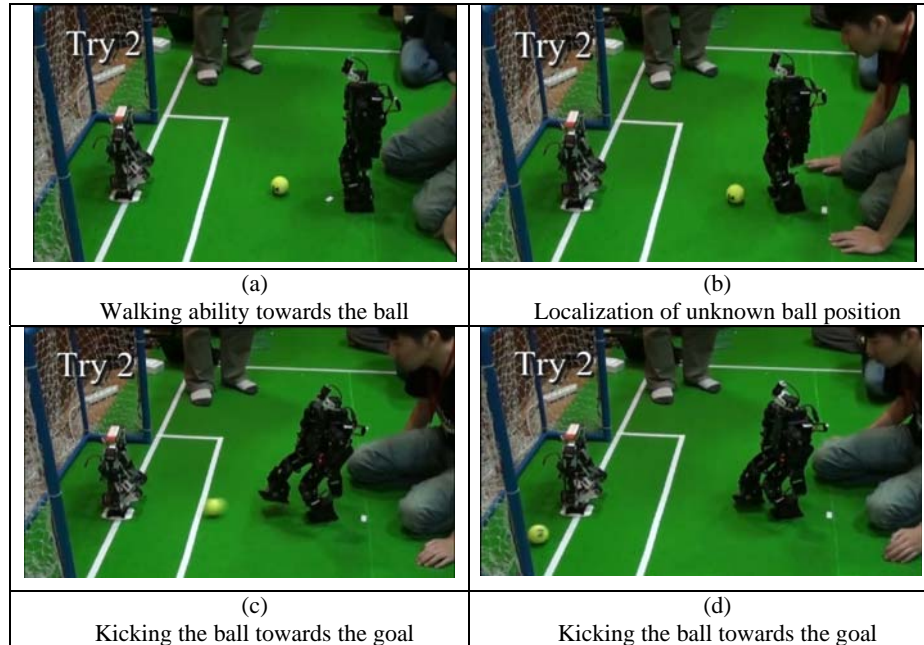 Try 2
Try 2
(a)
Walking ability towards the ball
(b)
Localization of unknown ball position
Try 2
Try 2
(c)
Kicking the ball towards the goal
(d)
Kicking the ball towards the goal